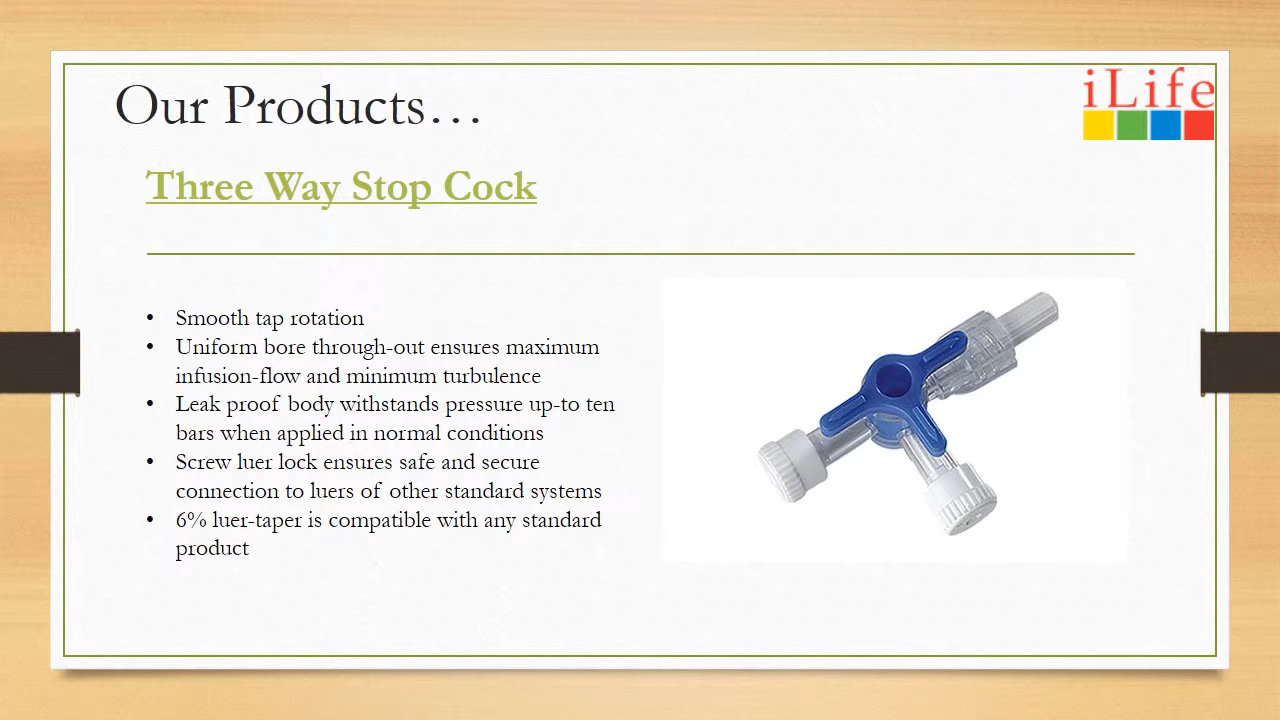 Our Products…
iLife
Three Way Stop Cock
• Smooth tap rotation
• Uniform bore through-out ensures maximum
infusion-flow and minimum turbulence
• Leak proof body withstands pressure up-to ten
bars when applied in normal conditions
• Screw luer lock ensures safe and secure
connection to luers of other standard systems
• 6% luer-taper is compatible with any standard
product